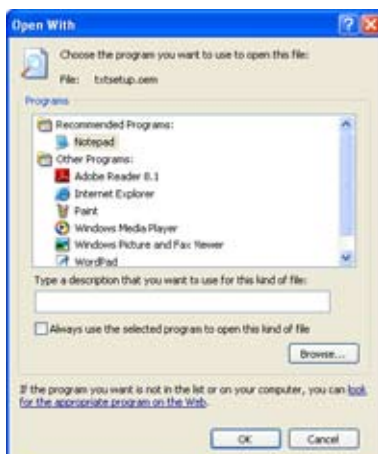 Open With
Choose the program you want to use to open this file:
File: txtsetup.oem
Programs
Recommended Programs:
Notepad
Other Programs:
Adobe Reader 8.1
Internet Explorer
Paint
Windows Media Player
Windows Picture and Fax Viewer
WordPad
Type a description that you want to use for this kind of file:
Always use the selected program to open this kind of file
Browse...
If the program you want is not in the list or on your computer, you can look
for the appropriate program on the Web.
OK
Cancel